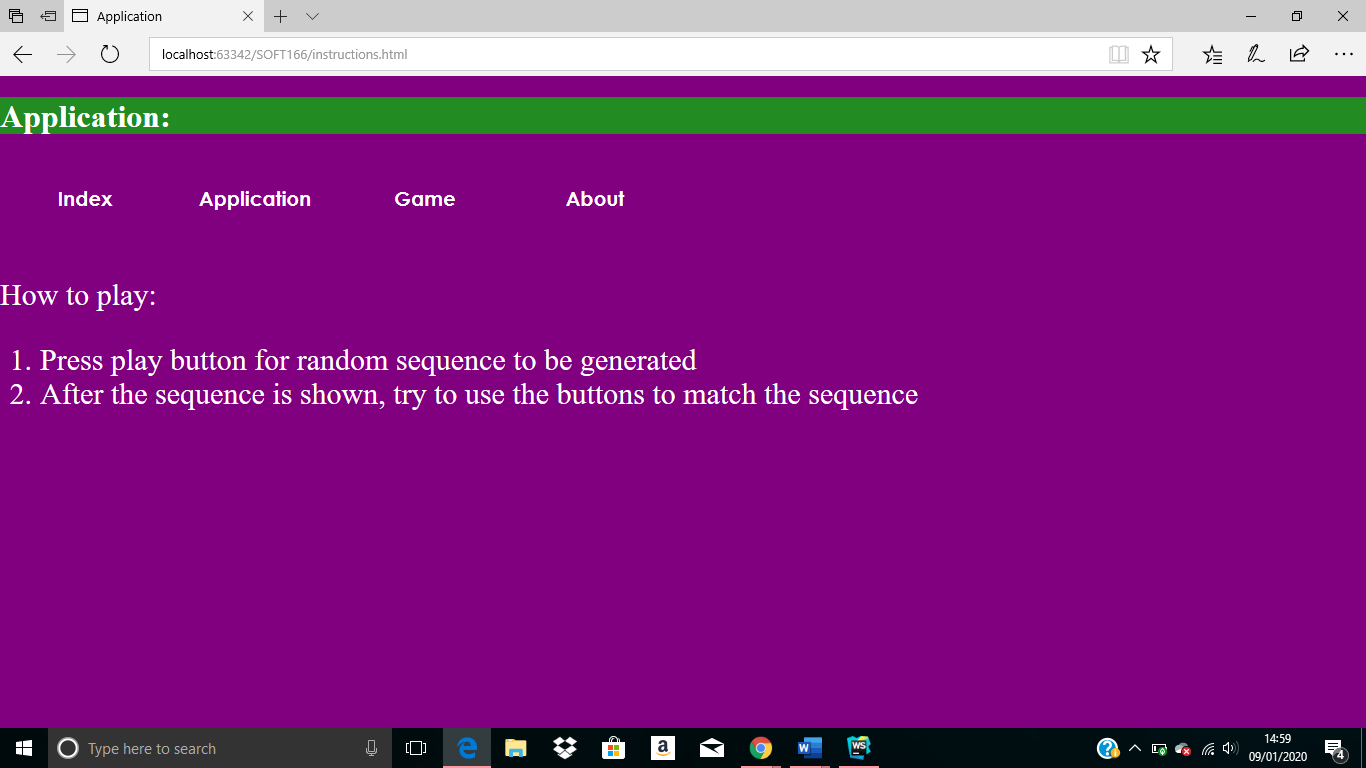 Application
localhost:63342/SOFT166/instructions.html
Application:
Index Application Game About
How to play:
1. Press play button for random sequence to be generated
2. After the sequence is shown, try to use the buttons to match the sequence
Type here to search
a
W
WS
14:59
09/01/2020
4